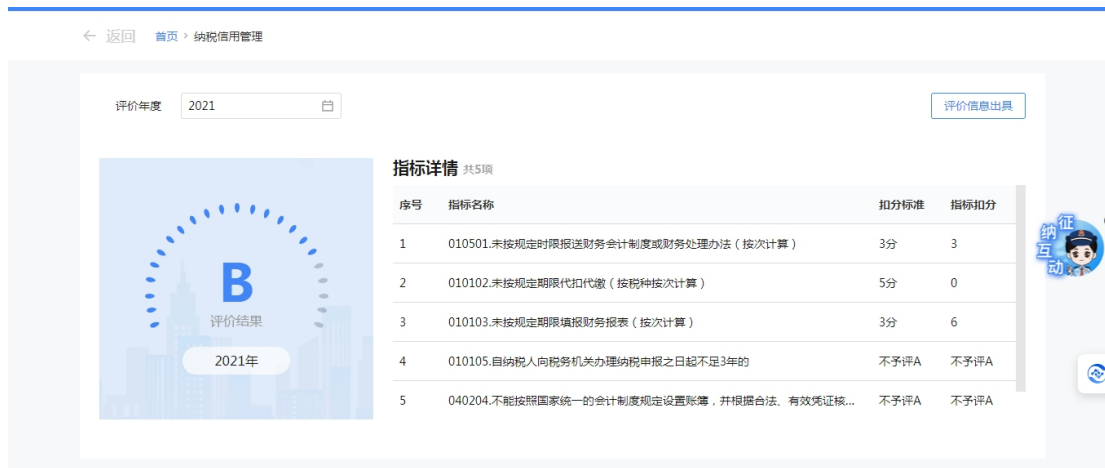 ← 返回 首页 > 纳税信用管理
评价年度 2021 评价信息出具
指标详情 共5项
序号 指标名称 扣分标准 指标扣分
1 010501.未按规定时限报送财务会计制度或财务处理办法（按次计算） 3分 3
2 010102.未按规定期限代扣代缴（按税种按次计算） 5分 0
3 010103.未按规定期限填报财务报表（按次计算） 3分 6
4 010105.自纳税人向税务机关办理纳税申报之日起不足3年的 不予评A 不予评A
5 040204.不能按照国家统一的会计制度规定设置账簿，并根据合法、有效凭证核... 不予评A 不予评A
B
评价结果
2021年
征纳互动